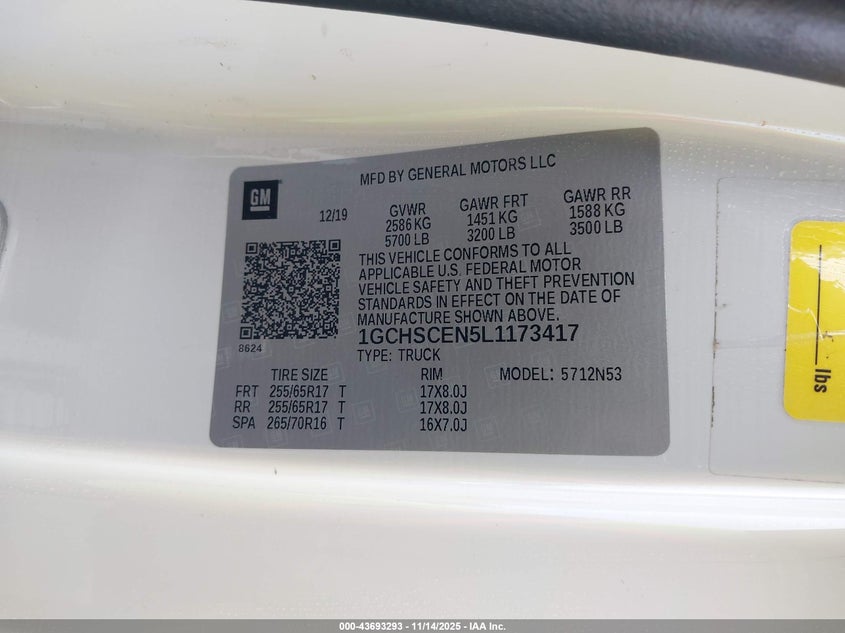 MFD BY GENERAL MOTORS LLC
GM
12/19
GVWR GAWR FRT GAWR RR
2586 KG 1451 KG 1588 KG
5700 LB 3200 LB 3500 LB
THIS VEHICLE CONFORMS TO ALL
APPLICABLE U.S. FEDERAL MOTOR
VEHICLE SAFETY AND THEFT PREVENTION
STANDARDS IN EFFECT ON THE DATE OF
MANUFACTURE SHOWN ABOVE.
8624
1GCHSCEN5L1173417
TYPE: TRUCK
TIRE SIZE RIM MODEL: 5712N53
FRT 255/65R17 T 17X8.0J
RR 255/65R17 T 17X8.0J
SPA 265/70R16 T 16X7.0J
lbs
000-43693293 - 11/14/2025 - IAA Inc.